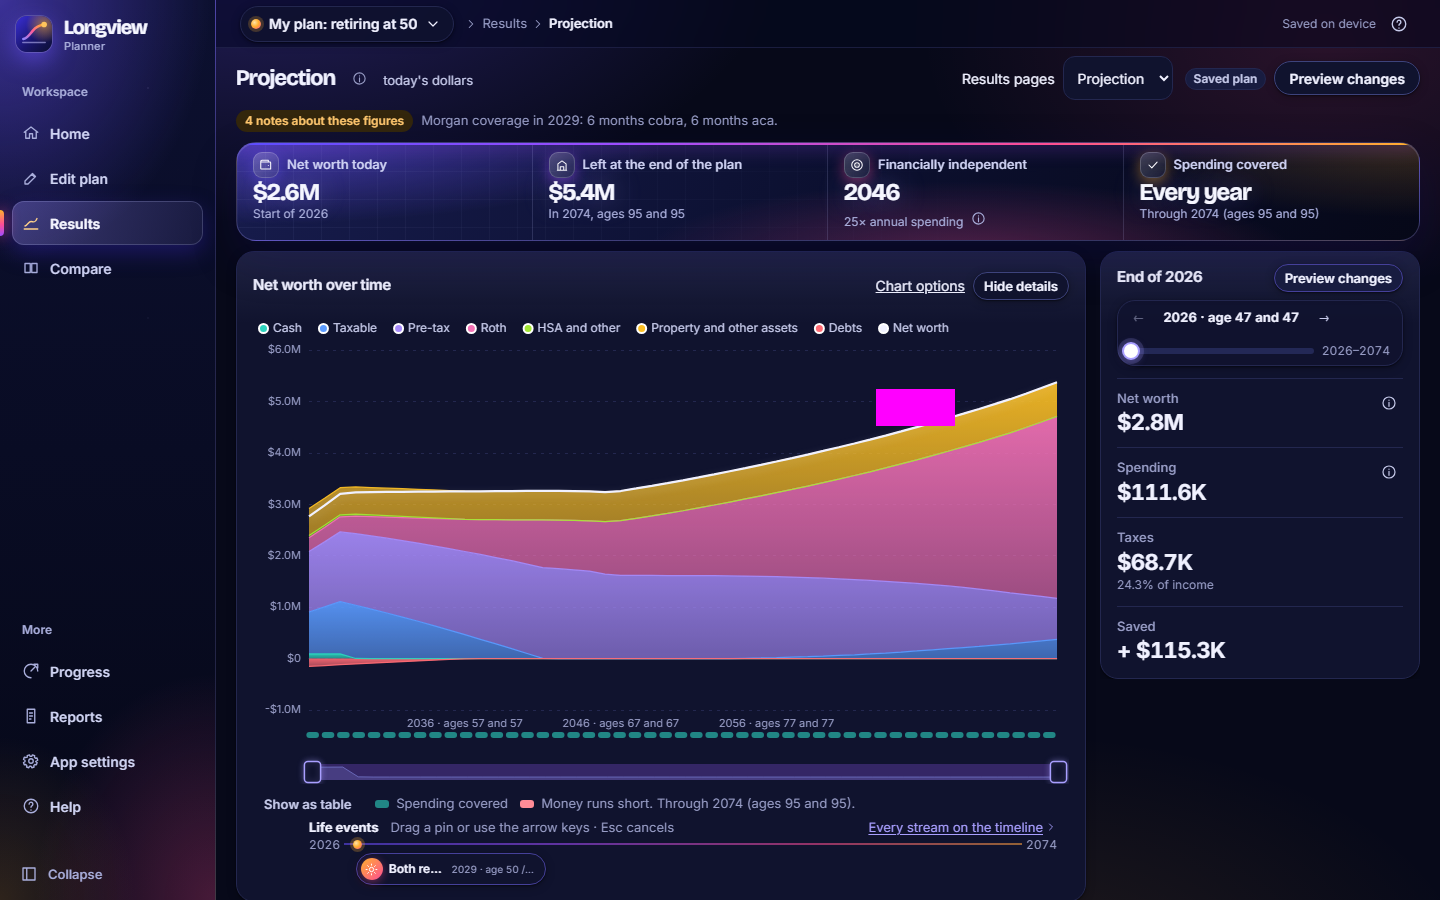 Longview
Planner
Workspace
Home
Edit plan
Results
Compare
More
Progress
Reports
App settings
Help
Collapse
My plan: retiring at 50
Results
Projection
Saved on device
Projection
today's dollars
Results pages
Projection
Saved plan
Preview changes
4 notes about these figures
Morgan coverage in 2029: 6 months cobra, 6 months aca.
Net worth today
$2.6M
Start of 2026
Left at the end of the plan
$5.4M
In 2074, ages 95 and 95
Financially independent
2046
25× annual spending
Spending covered
Every year
Through 2074 (ages 95 and 95)
Net worth over time
Chart options
Hide details
Cash
Taxable
Pre-tax
Roth
HSA and other
Property and other assets
Debts
Net worth
$6.0M
$5.0M
$4.0M
$3.0M
$2.0M
$1.0M
$0
-$1.0M
2036 · ages 57 and 57
2046 · ages 67 and 67
2056 · ages 77 and 77
Show as table
Spending covered
Money runs short. Through 2074 (ages 95 and 95).
Life events
Drag a pin or use the arrow keys · Esc cancels
Every stream on the timeline
2026
2074
Both re...
2029 · age 50 /...
End of 2026
Preview changes
← 2026 · age 47 and 47 →
2026–2074
Net worth
$2.8M
Spending
$111.6K
Taxes
$68.7K
24.3% of income
Saved
+ $115.3K